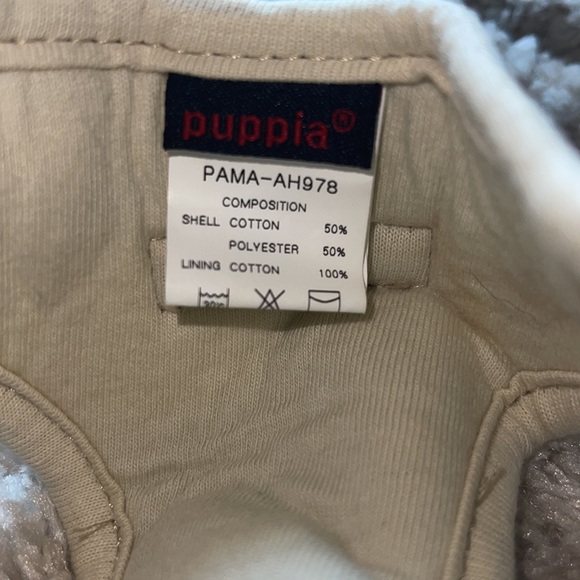 puppia®
PAMA-AH978
COMPOSITION
SHELL COTTON 50%
POLYESTER 50%
LINING COTTON 100%